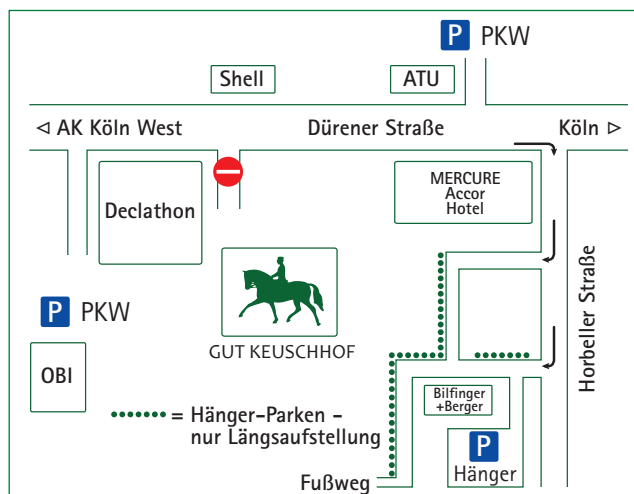 P PKW
Shell
ATU
◁ AK Köln West
Dürener Straße
Köln ▷
MERCURE
Accor
Hotel
Declathon
Horbeller Straße
P PKW
GUT KEUSCHHOF
OBI
Bilfinger
+Berger
= Hänger-Parken –
nur Längsaufstellung
P
Hänger
Fußweg